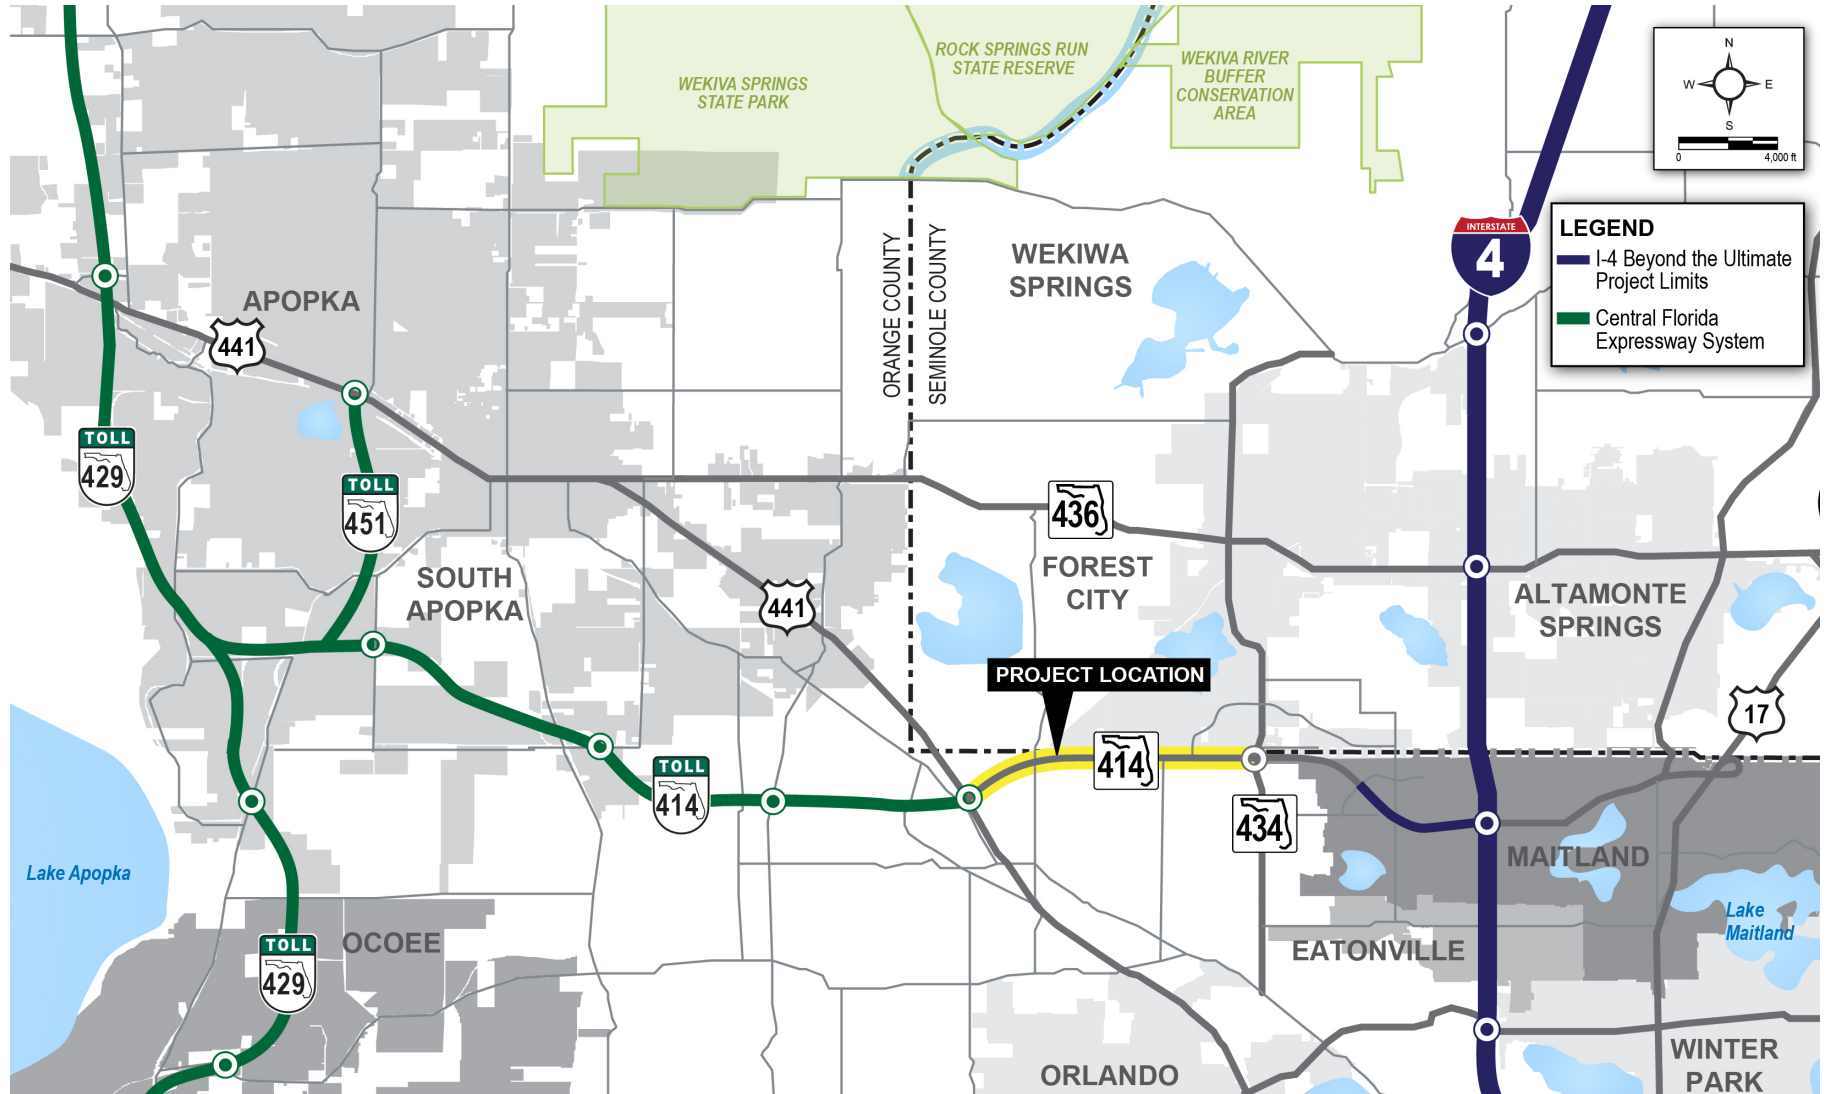 WEKIVA SPRINGS
STATE PARK
ROCK SPRINGS RUN
STATE RESERVE
WEKIVA RIVER
BUFFER
CONSERVATION
AREA
N
W
E
S
0
4,000 ft
INTERSTATE
4
LEGEND
I-4 Beyond the Ultimate
Project Limits
Central Florida
Expressway System
ORANGE COUNTY
SEMINOLE COUNTY
WEKIWA
SPRINGS
APOPKA
441
TOLL
429
TOLL
451
436
SOUTH
APOPKA
441
FOREST
CITY
ALTAMONTE
SPRINGS
PROJECT LOCATION
17
414
TOLL
414
434
MAITLAND
Lake Apopka
Lake
Maitland
OCOEE
EATONVILLE
TOLL
429
ORLANDO
WINTER
PARK